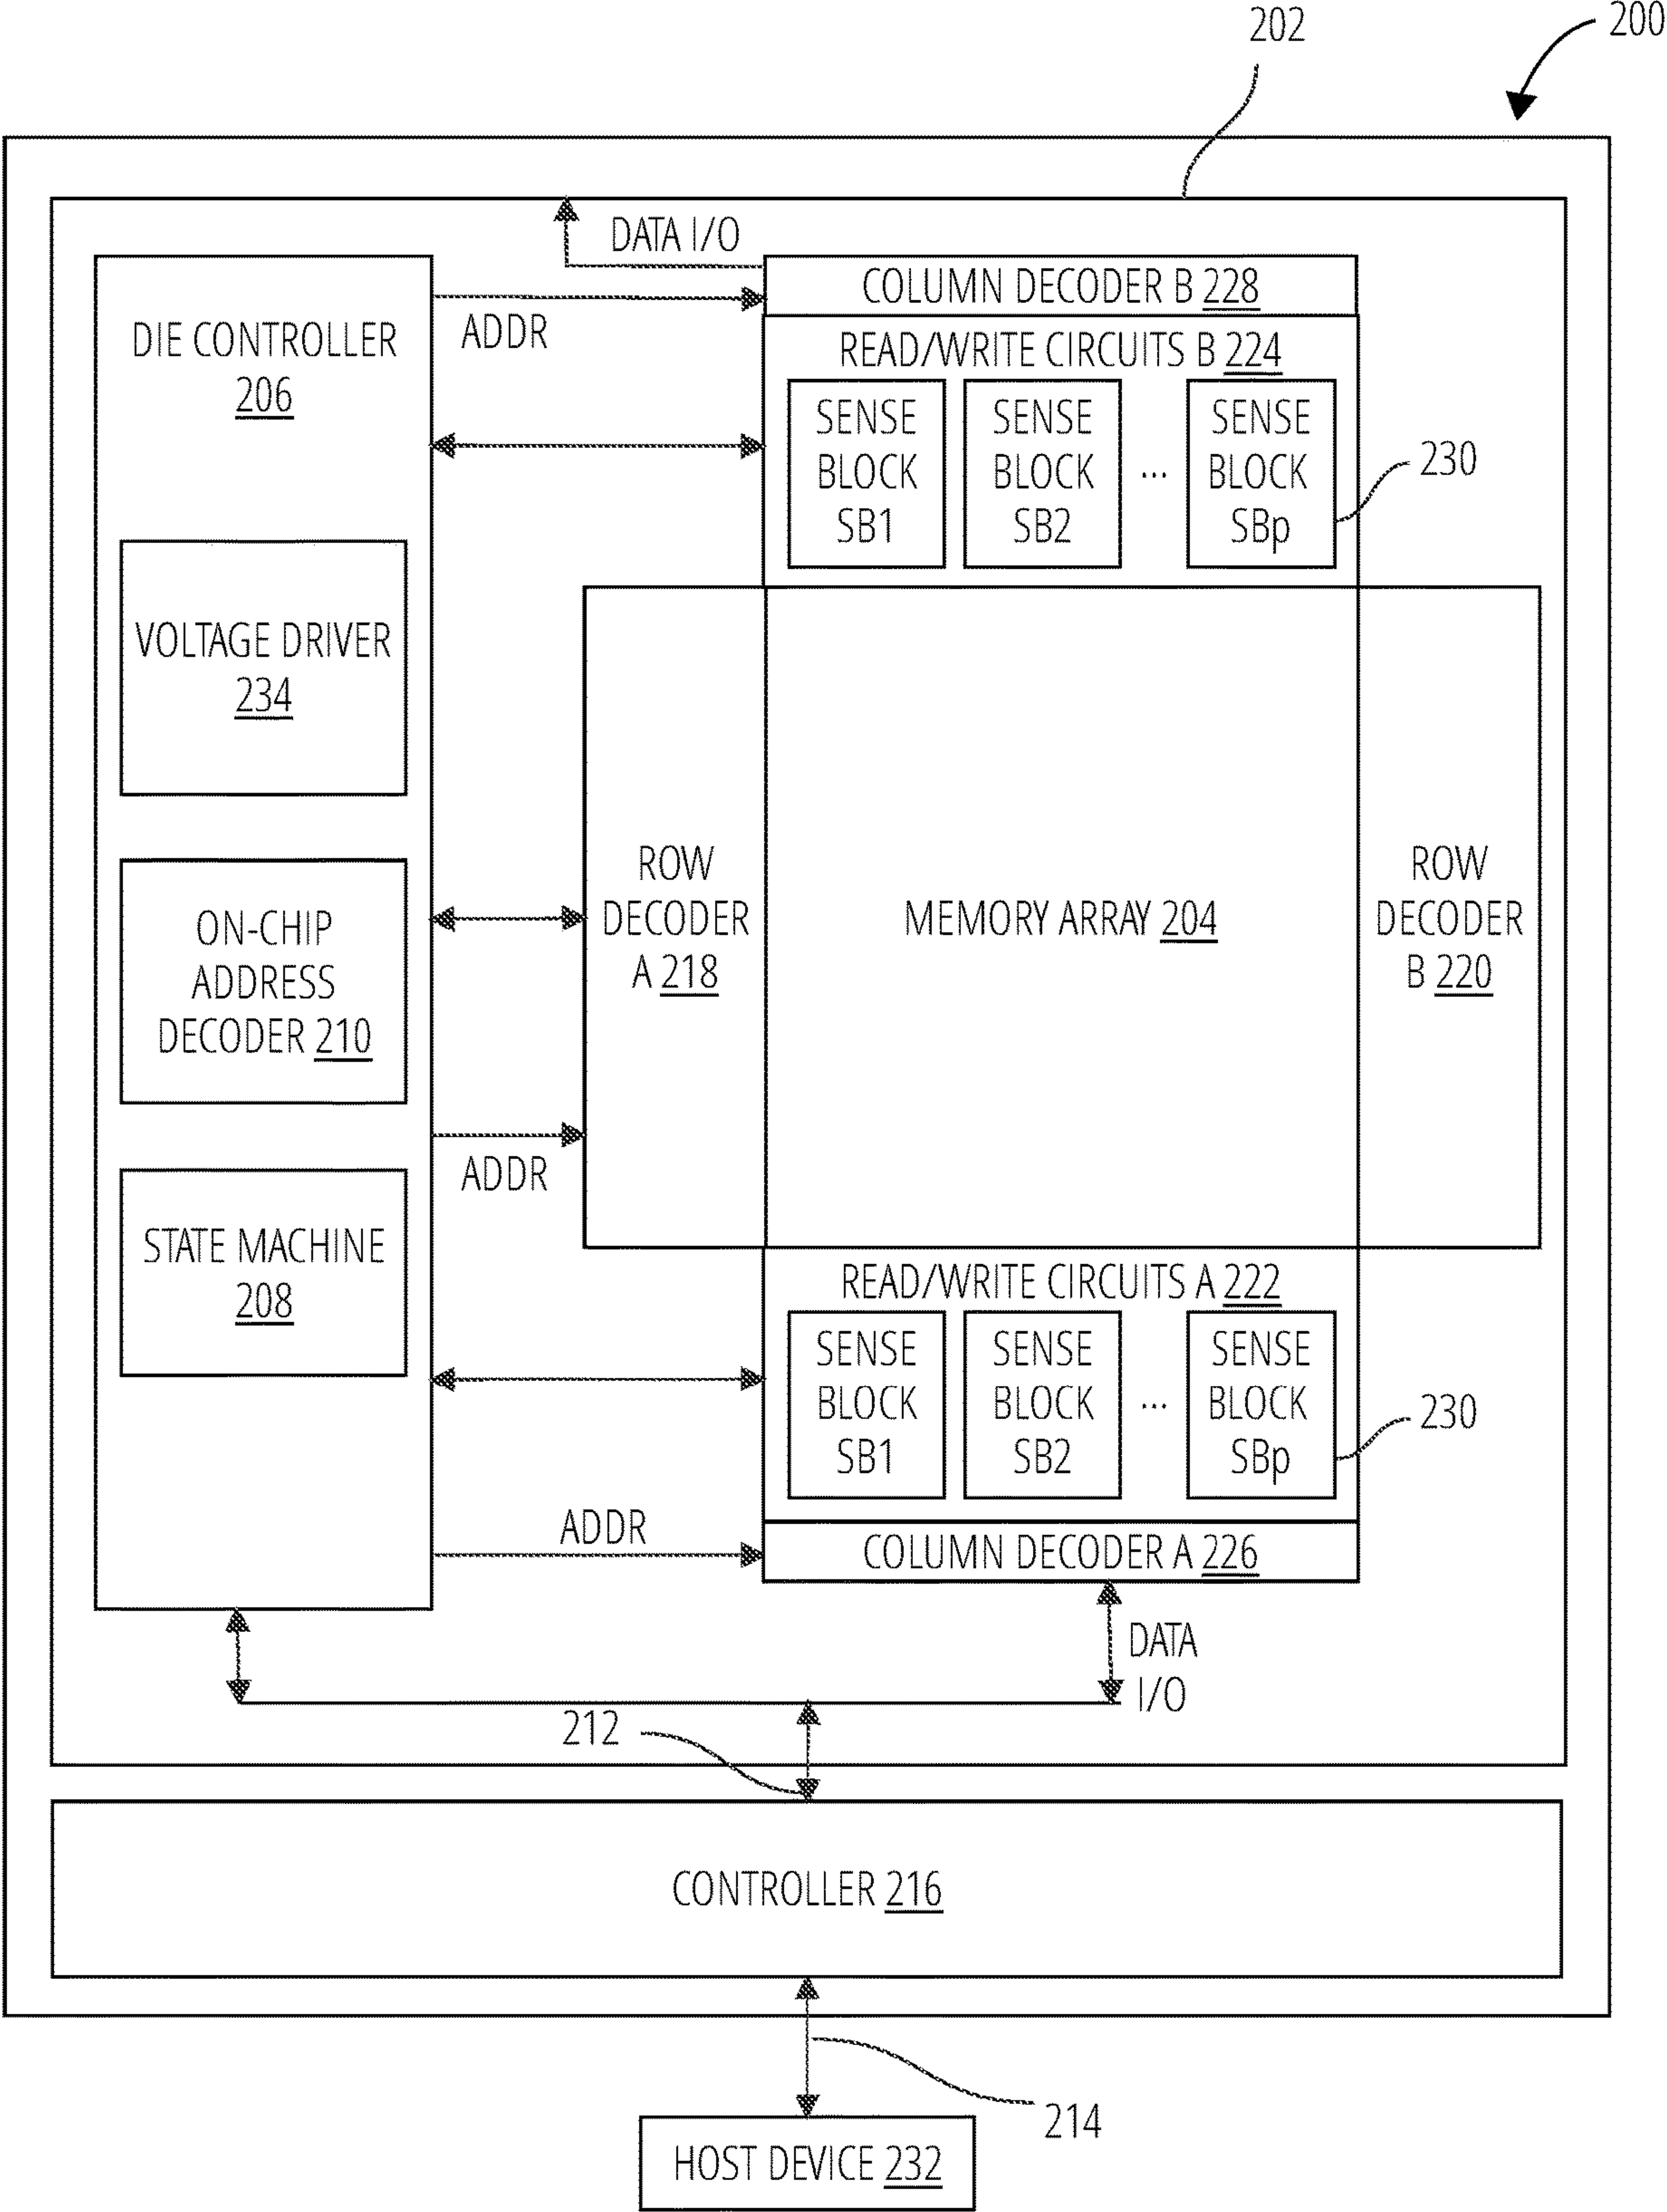 200
202
DATA I/O
COLUMN DECODER B 228
ADDR
DIE CONTROLLER
206
READ/WRITE CIRCUITS B 224
SENSE
BLOCK
SB1
SENSE
BLOCK
SB2
...
SENSE
BLOCK
SBp
230
VOLTAGE DRIVER
234
ROW
DECODER
A 218
MEMORY ARRAY 204
ROW
DECODER
B 220
ON-CHIP
ADDRESS
DECODER 210
ADDR
STATE MACHINE
208
READ/WRITE CIRCUITS A 222
SENSE
BLOCK
SB1
SENSE
BLOCK
SB2
...
SENSE
BLOCK
SBp
230
ADDR
COLUMN DECODER A 226
DATA
I/O
212
CONTROLLER 216
214
HOST DEVICE 232